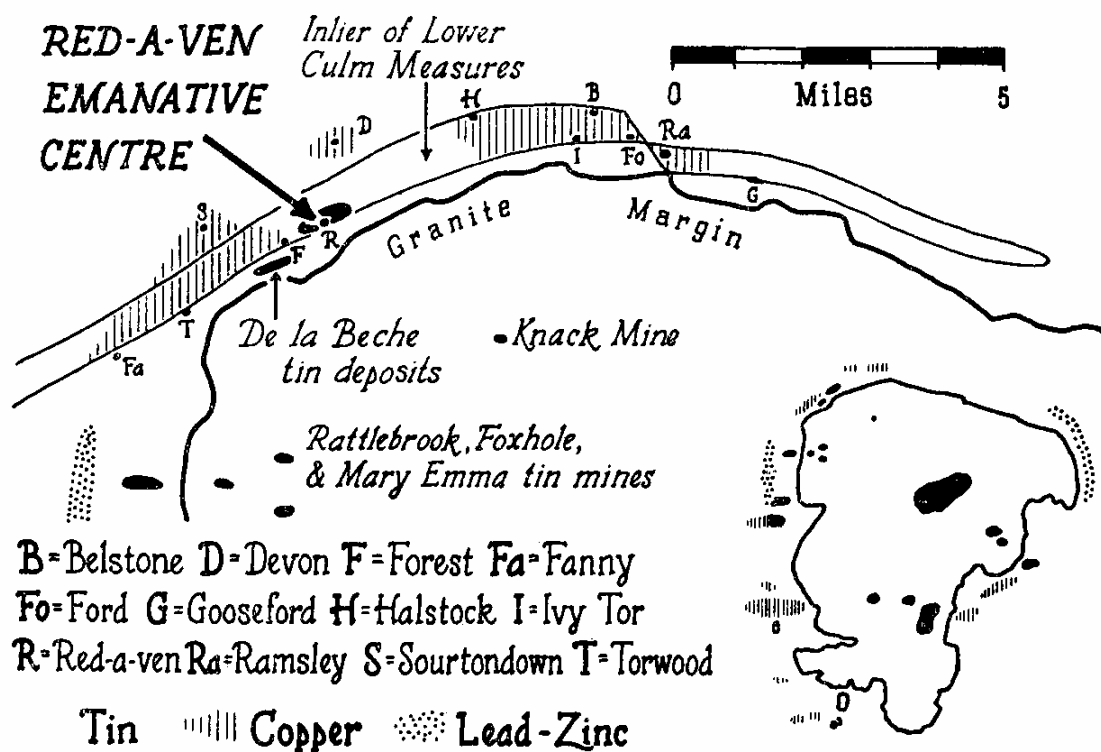 RED-A-VEN
EMANATIVE
CENTRE
Inlier of Lower
Culm Measures
0 Miles 5
D
H
B
I
Fo
Ra
G
S
R
F
T
Fa
Granite Margin
De la Beche
tin deposits
Knack Mine
Rattlebrook, Foxhole,
& Mary Emma tin mines
B=Belstone D=Devon F=Forest Fa=Fanny
Fo=Ford G=Gooseford H=Halstock I=Ivy Tor
R=Red-a-ven Ra=Ramsley S=Sourtondown T=Torwood
Tin Copper Lead-Zinc